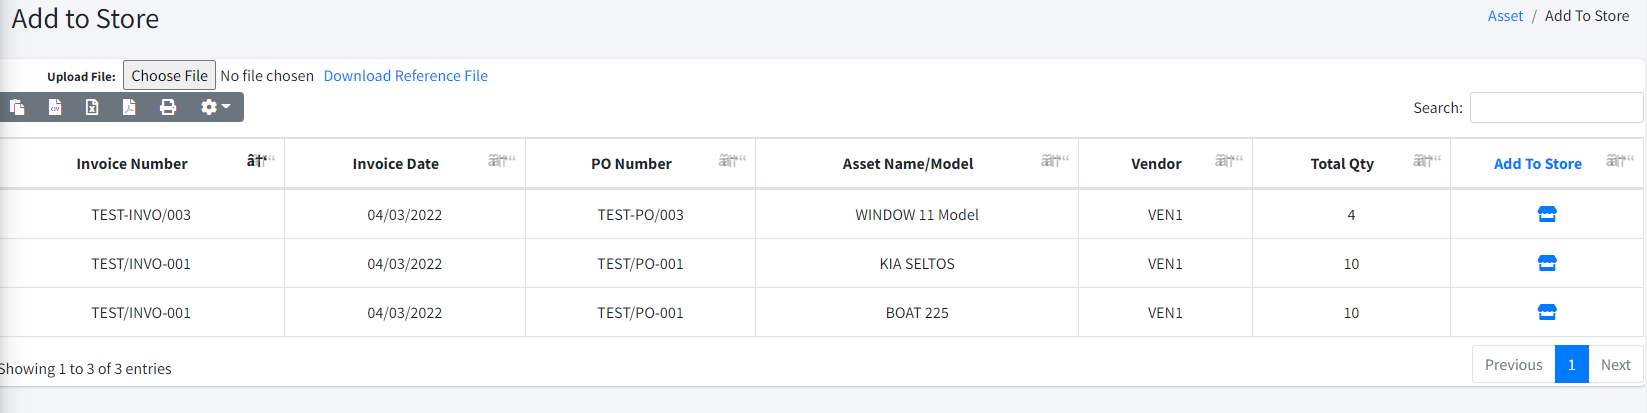 Add to Store
Asset / Add To Store
Upload File: Choose File No file chosen Download Reference File
CSV
Search:
Invoice Number Invoice Date PO Number Asset Name/Model Vendor Total Qty Add To Store
TEST-INVO/003 04/03/2022 TEST-PO/003 WINDOW 11 Model VEN1 4
TEST/INVO-001 04/03/2022 TEST/PO-001 KIA SELTOS VEN1 10
TEST/INVO-001 04/03/2022 TEST/PO-001 BOAT 225 VEN1 10
Showing 1 to 3 of 3 entries
Previous 1 Next